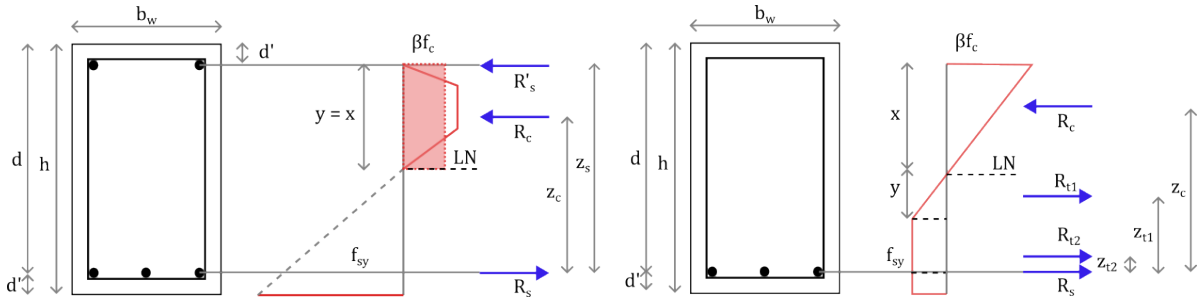 b_w
d'
βf_c
R'_s
y = x
R_c
d
h
LN
z_s
z_c
f_sy
d'
R_s
b_w
βf_c
x
R_c
d
h
LN
R_t1
z_c
y
z_t1
R_t2
f_sy
z_t2
d'
R_s